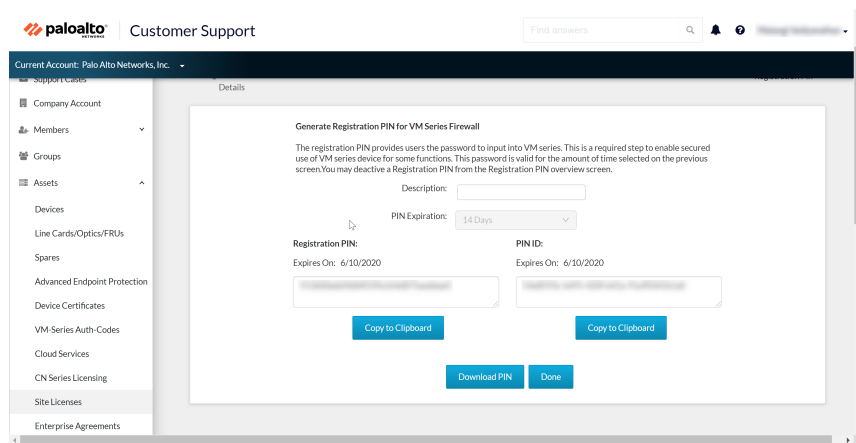 paloalto NETWORKS Customer Support
Find answers
Current Account: Palo Alto Networks, Inc.
Support Cases
Company Account
Members
Groups
Assets
Devices
Line Cards/Optics/FRUs
Spares
Advanced Endpoint Protection
Device Certificates
VM-Series Auth-Codes
Cloud Services
CN Series Licensing
Site Licenses
Enterprise Agreements
Details
Generate Registration PIN for VM Series Firewall
The registration PIN provides users the password to input into VM series. This is a required step to enable secured
use of VM series device for some functions. This password is valid for the amount of time selected on the previous
screen.You may deactive a Registration PIN from the Registration PIN overview screen.
Description:
PIN Expiration: 14 Days
Registration PIN: PIN ID:
Expires On: 6/10/2020 Expires On: 6/10/2020
Copy to Clipboard Copy to Clipboard
Download PIN Done